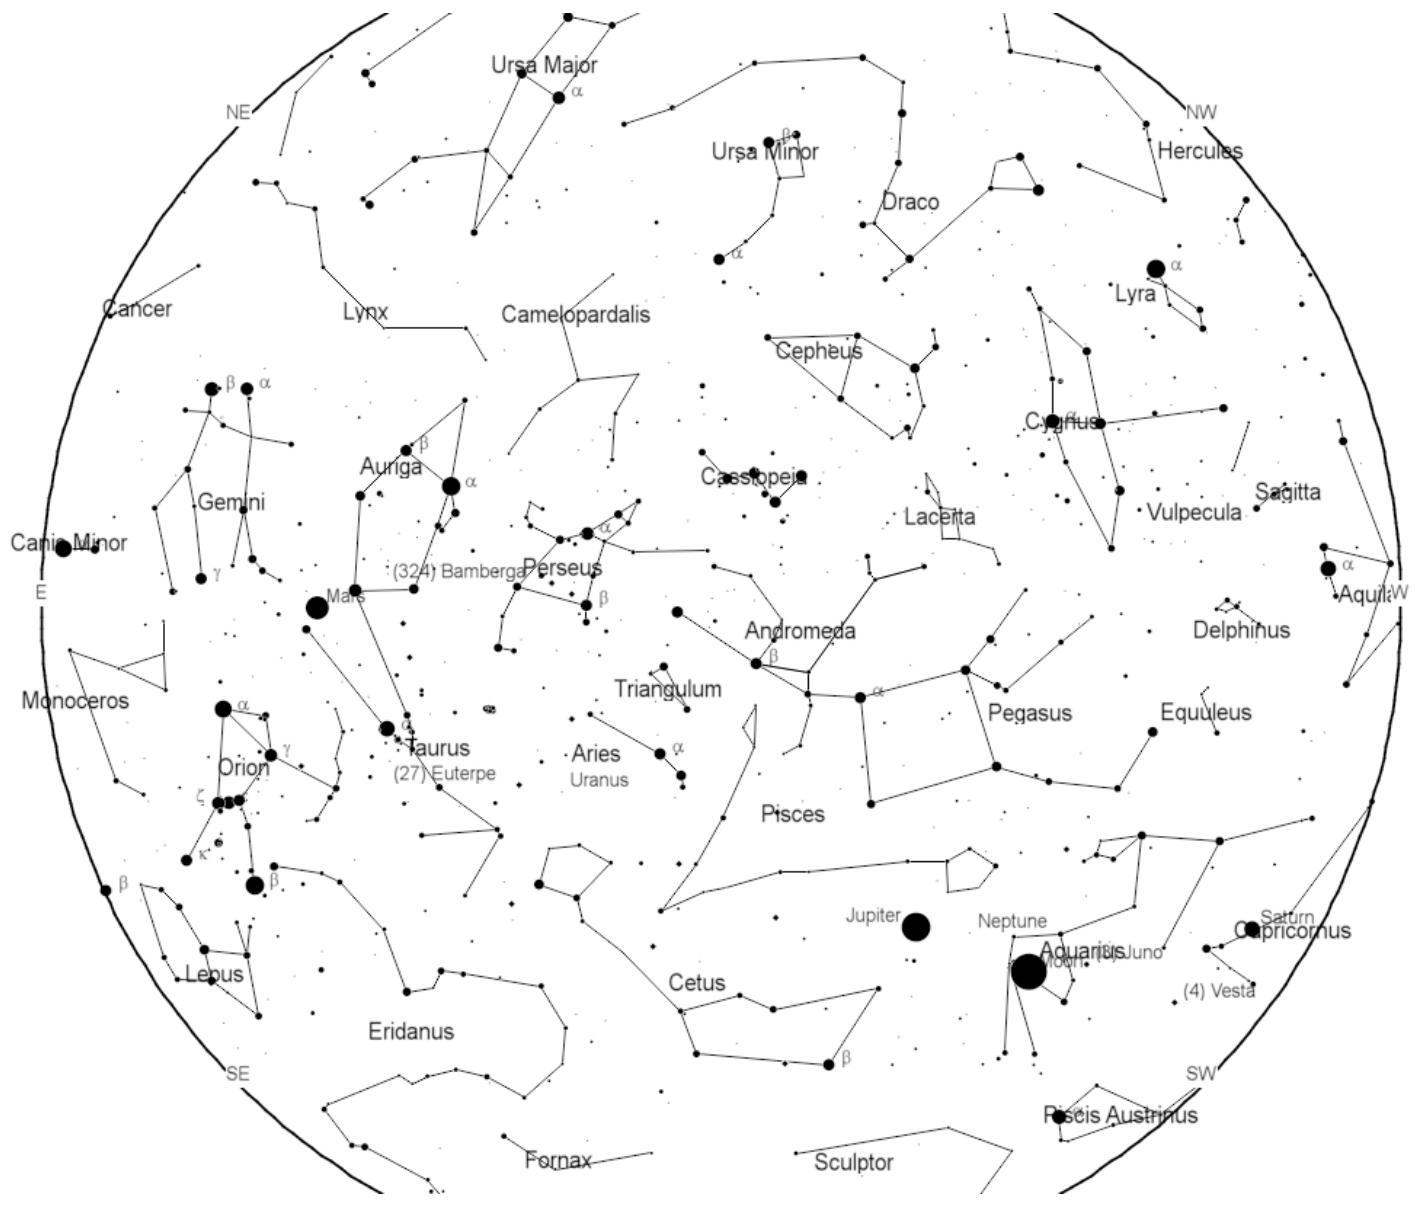 Ursa Major
α
NE
NW
β
Ursa Minor
Hercules
Draco
α
α
Lyra
Cancer
Lynx
Camelopardalis
Cepheus
β α
Cygnus
α
β
Auriga
α
Cassiopeia
Gemini
Sagitta
Vulpecula
Lacerta
α
Canis Minor
Perseus
(324) Bamberga
γ
α
E
Mars
β
Aquila
W
Delphinus
Andromeda
β
Triangulum
α
Monoceros
α
Pegasus
Equuleus
γ
α
Taurus
Aries
α
Orion
(27) Euterpe
Uranus
ζ
Pisces
κ
β
β
Jupiter
Neptune
Saturn
Capricornus
Aquarius
(3) Juno
Moon
Lepus
Cetus
(4) Vesta
Eridanus
β
SE
SW
Piscis Austrinus
α
Fornax
Sculptor